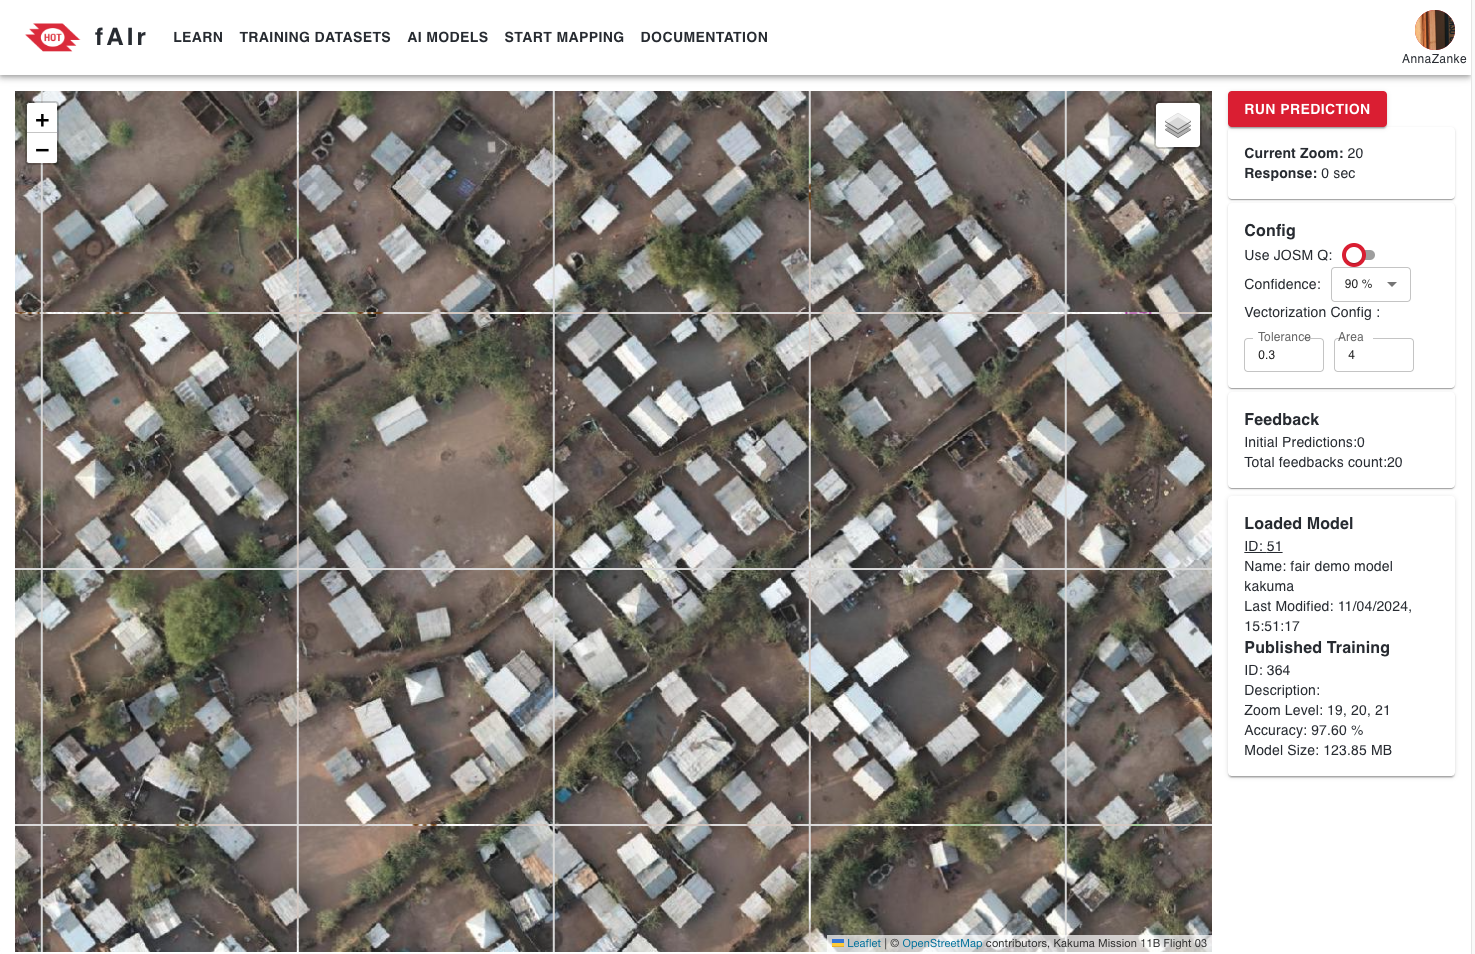 HOT
fAIr
LEARN TRAINING DATASETS AI MODELS START MAPPING DOCUMENTATION
AnnaZanke
+
−
RUN PREDICTION
Current Zoom: 20
Response: 0 sec
Config
Use JOSM Q:
Confidence: 90 %
Vectorization Config :
Tolerance Area
0.3 4
Feedback
Initial Predictions:0
Total feedbacks count:20
Loaded Model
ID: 51
Name: fair demo model
kakuma
Last Modified: 11/04/2024,
15:51:17
Published Training
ID: 364
Description:
Zoom Level: 19, 20, 21
Accuracy: 97.60 %
Model Size: 123.85 MB
Leaflet | © OpenStreetMap contributors, Kakuma Mission 11B Flight 03